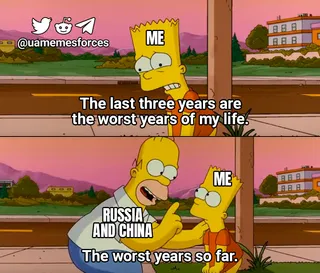 @uamemesforces
ME
The last three years are
the worst years of my life.
ME
RUSSIA
AND CHINA
The worst years so far.